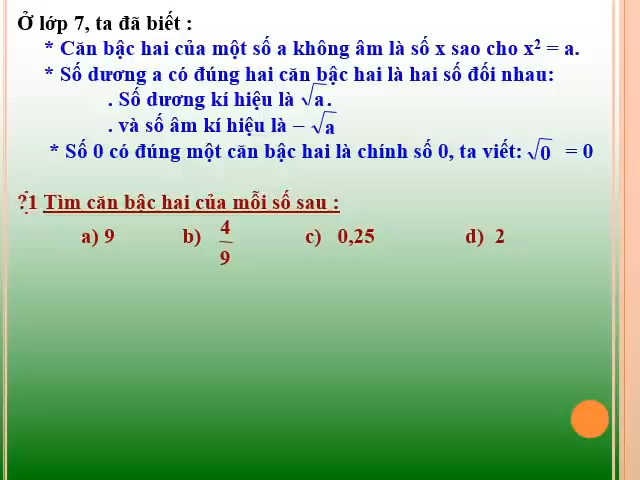 Ở lớp 7, ta đã biết :
* Căn bậc hai của một số a không âm là số x sao cho x² = a.
* Số dương a có đúng hai căn bậc hai là hai số đối nhau:
. Số dương kí hiệu là √a.
. và số âm kí hiệu là – √a
* Số 0 có đúng một căn bậc hai là chính số 0, ta viết: √0 = 0
?1 Tìm căn bậc hai của mỗi số sau :
a) 9 b) 4/9 c) 0,25 d) 2